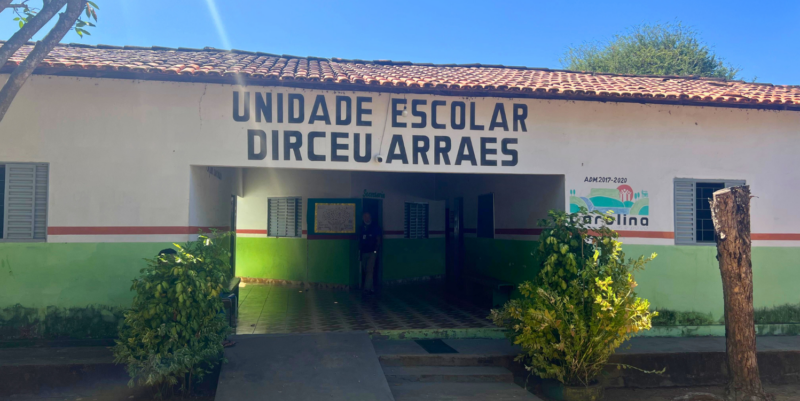 UNIDADE ESCOLAR
DIRCEU.ARRAES
ADM 2017-2020
Carolina